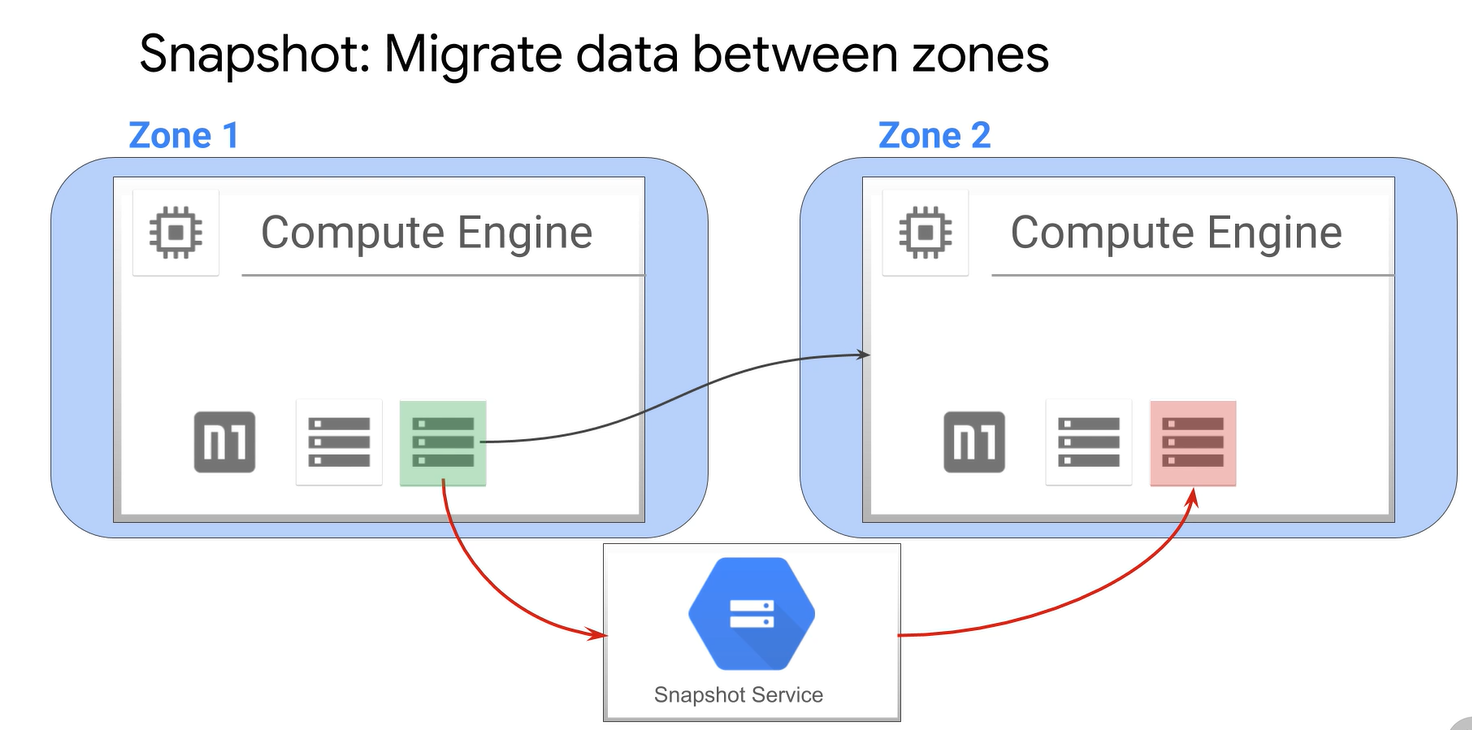 Snapshot: Migrate data between zones
Zone 1
Zone 2
Compute Engine
Compute Engine
n1
n1
Snapshot Service